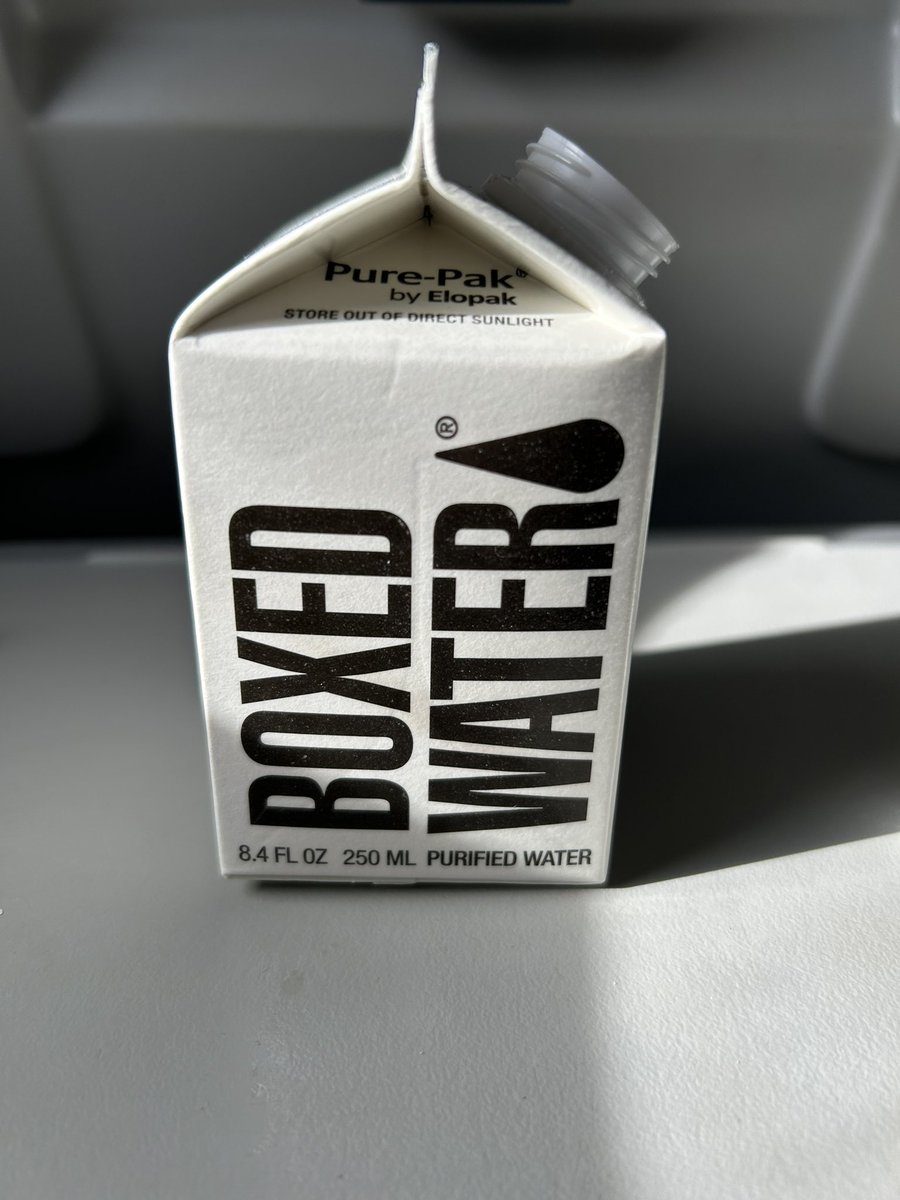 Pure-Pak®
by Elopak
STORE OUT OF DIRECT SUNLIGHT
BOXED
WATER®
8.4 FL OZ 250 ML PURIFIED WATER